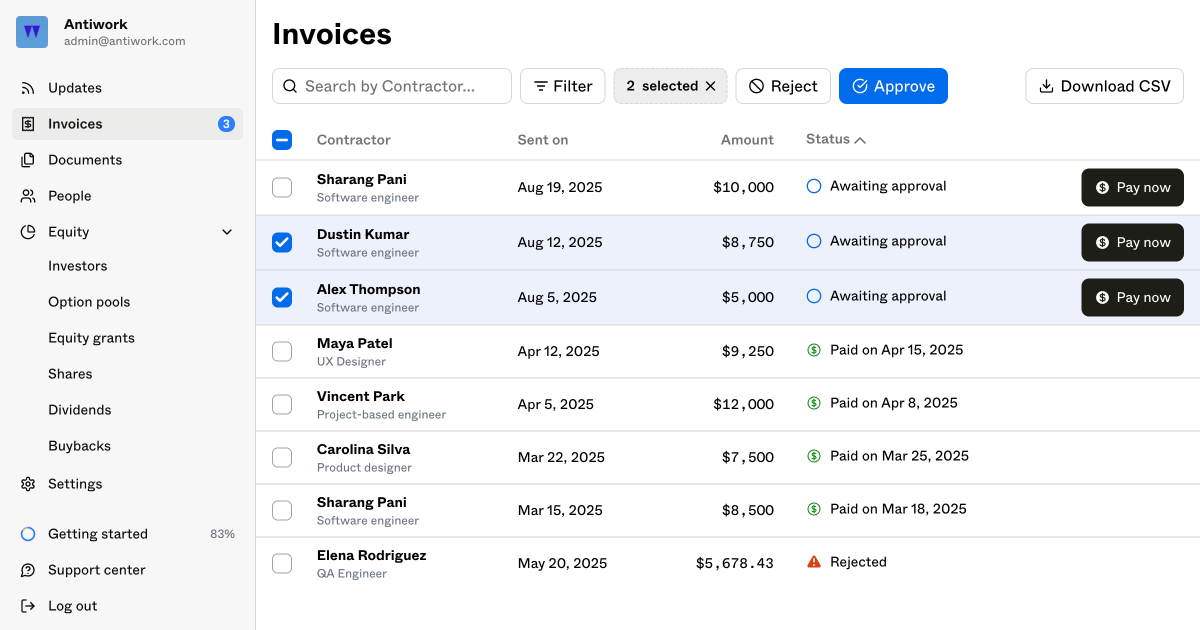 Antiwork
admin@antiwork.com
Updates
Invoices 3
Documents
People
Equity
Investors
Option pools
Equity grants
Shares
Dividends
Buybacks
Settings
Getting started 83%
Support center
Log out
Invoices
Search by Contractor... Filter 2 selected Reject Approve Download CSV
Contractor Sent on Amount Status
Sharang Pani
Software engineer
Aug 19, 2025 $10,000 Awaiting approval Pay now
Dustin Kumar
Software engineer
Aug 12, 2025 $8,750 Awaiting approval Pay now
Alex Thompson
Software engineer
Aug 5, 2025 $5,000 Awaiting approval Pay now
Maya Patel
UX Designer
Apr 12, 2025 $9,250 Paid on Apr 15, 2025
Vincent Park
Project-based engineer
Apr 5, 2025 $12,000 Paid on Apr 8, 2025
Carolina Silva
Product designer
Mar 22, 2025 $7,500 Paid on Mar 25, 2025
Sharang Pani
Software engineer
Mar 15, 2025 $8,500 Paid on Mar 18, 2025
Elena Rodriguez
QA Engineer
May 20, 2025 $5,678.43 Rejected